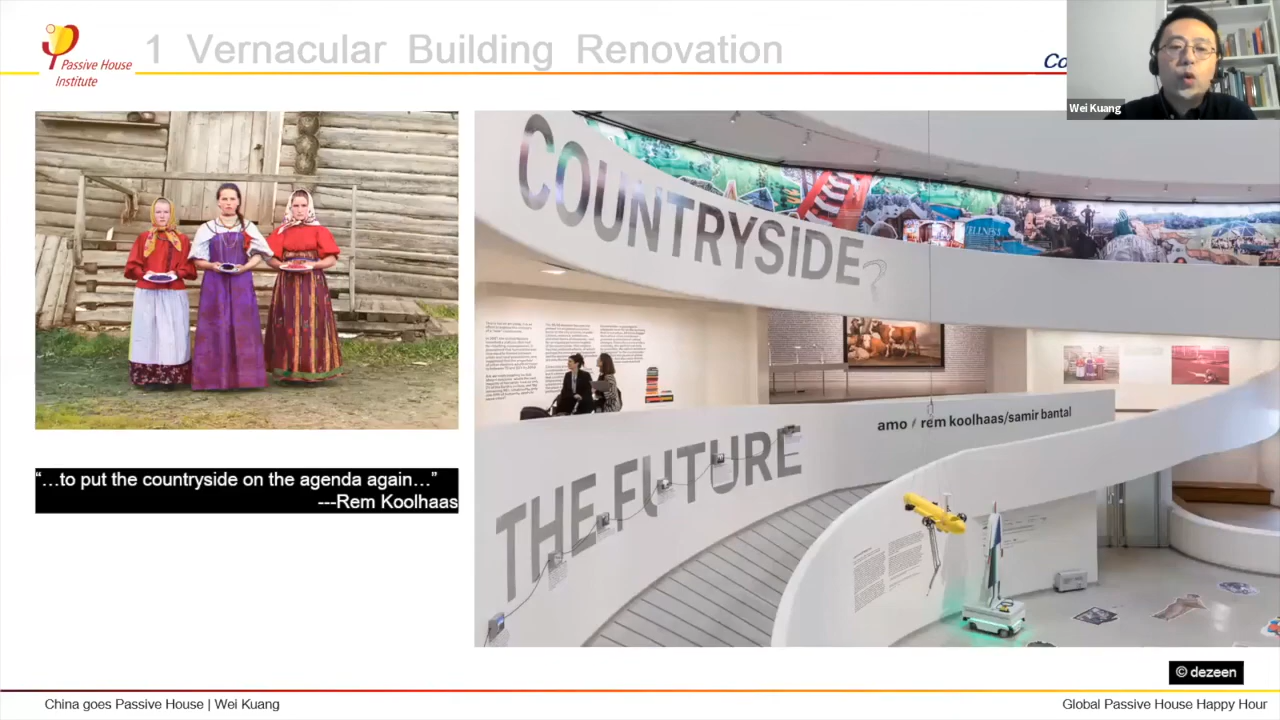 1 Vernacular Building Renovation
Passive House
Institute
Co
Wei Kuang
COUNTRYSIDE?
THE FUTURE
amo / rem koolhaas/samir bantal
“…to put the countryside on the agenda again…”
---Rem Koolhaas
© dezeen
China goes Passive House | Wei Kuang
Global Passive House Happy Hour